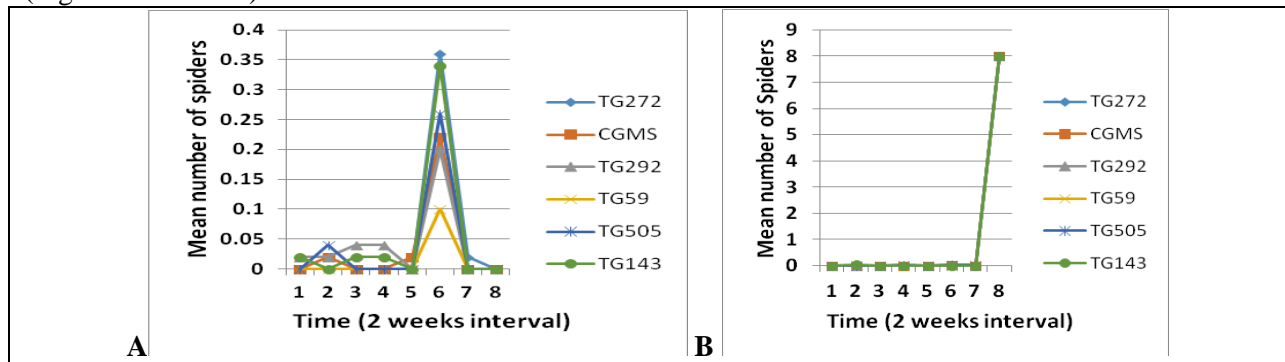 0.4
0.35
0.3
0.25
0.2
0.15
0.1
0.05
0
Mean number of spiders
1 2 3 4 5 6 7 8
Time (2 weeks interval)
TG272
CGMS
TG292
TG59
TG505
TG143
A
9
8
7
6
5
4
3
2
1
0
Mean number of Spiders
1 2 3 4 5 6 7 8
Time (2 weeks interval)
TG272
CGMS
TG292
TG59
TG505
TG143
B